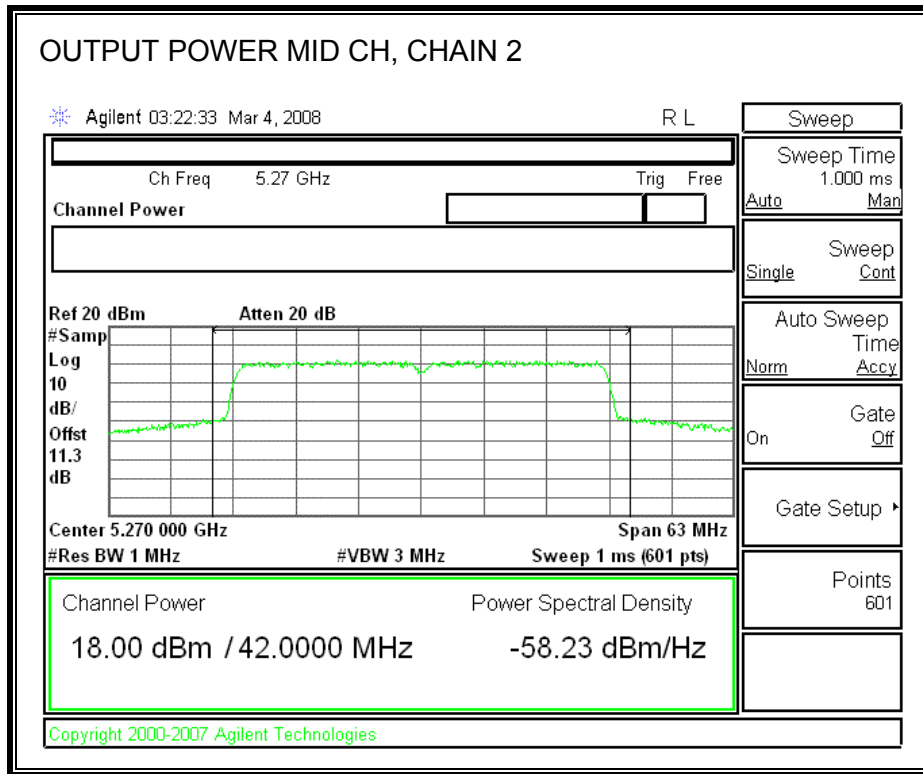 OUTPUT POWER MID CH, CHAIN 2
Agilent 03:22:33 Mar 4, 2008 R L
Sweep
Ch Freq 5.27 GHz Trig Free
Channel Power
Sweep Time
1.000 ms
Auto Man
Sweep
Single Cont
Ref 20 dBm Atten 20 dB
#Samp
Log
10
dB/
Offst
11.3
dB
Auto Sweep
Time
Norm Accy
Gate
On Off
Gate Setup
Center 5.270 000 GHz Span 63 MHz
#Res BW 1 MHz #VBW 3 MHz Sweep 1 ms (601 pts)
Points
601
Channel Power Power Spectral Density
18.00 dBm / 42.0000 MHz -58.23 dBm/Hz
Copyright 2000-2007 Agilent Technologies